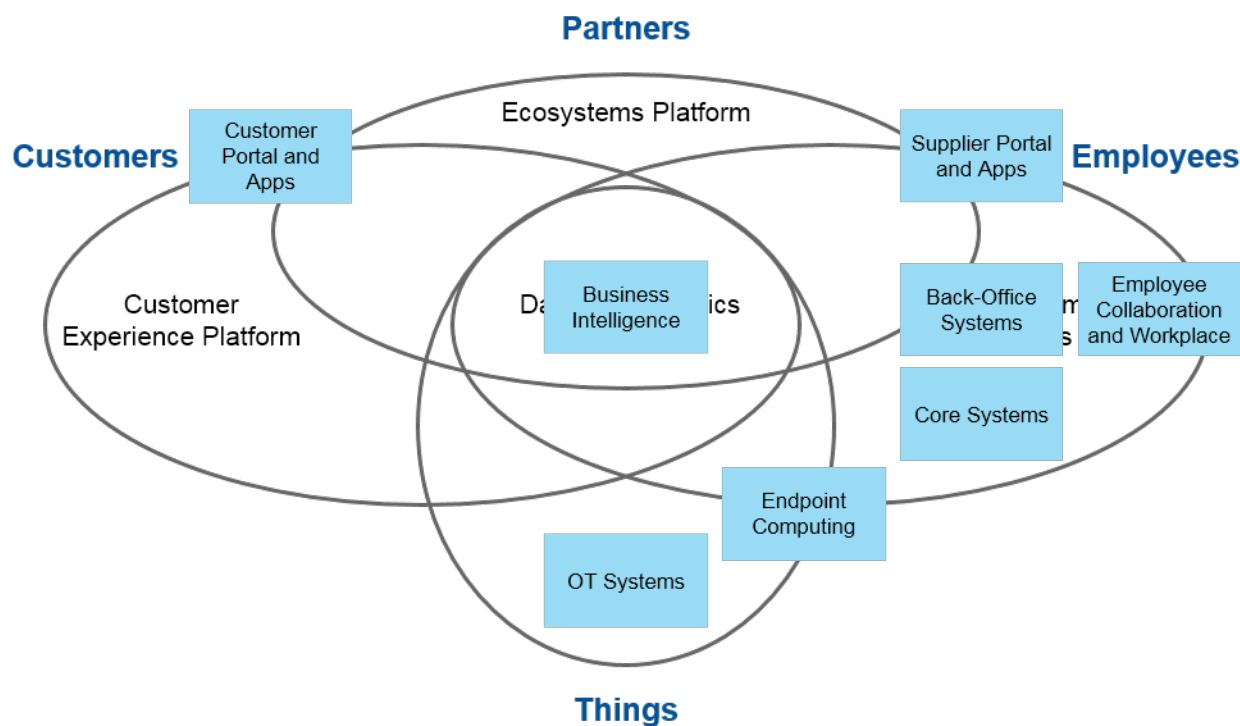 Partners
Ecosystems Platform
Customer
Portal and
Apps
Supplier Portal
and Apps
Customers
Employees
Customer
Experience Platform
Business
Intelligence
Back-Office
Systems
Employee
Collaboration
and Workplace
Core Systems
Endpoint
Computing
OT Systems
Things